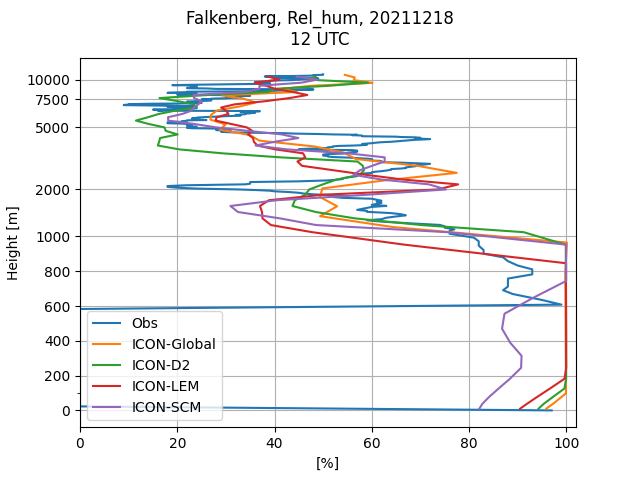 Falkenberg, Rel_hum, 20211218
12 UTC
10000
7500
5000
2000
1000
800
600
400
200
0
Height [m]
Obs
ICON-Global
ICON-D2
ICON-LEM
ICON-SCM
0 20 40 60 80 100
[%]